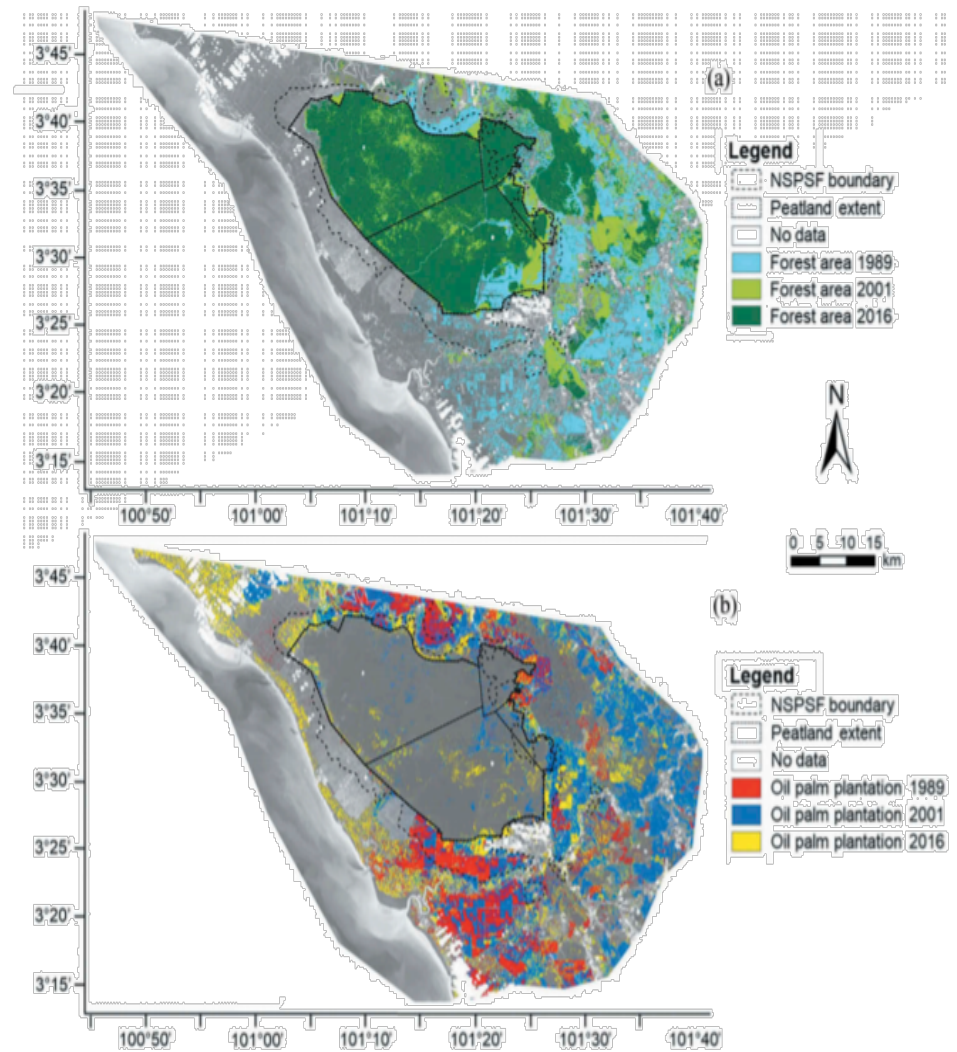 (a)
3°45'
3°40'
3°35'
3°30'
3°25'
3°20'
3°15'
100°50' 101°00' 101°10' 101°20' 101°30' 101°40'
Legend
NSPSF boundary
Peatland extent
No data
Forest area 1989
Forest area 2001
Forest area 2016
N
0 5 10 15
km
(b)
3°45'
3°40'
3°35'
3°30'
3°25'
3°20'
3°15'
100°50' 101°00' 101°10' 101°20' 101°30' 101°40'
Legend
NSPSF boundary
Peatland extent
No data
Oil palm plantation 1989
Oil palm plantation 2001
Oil palm plantation 2016